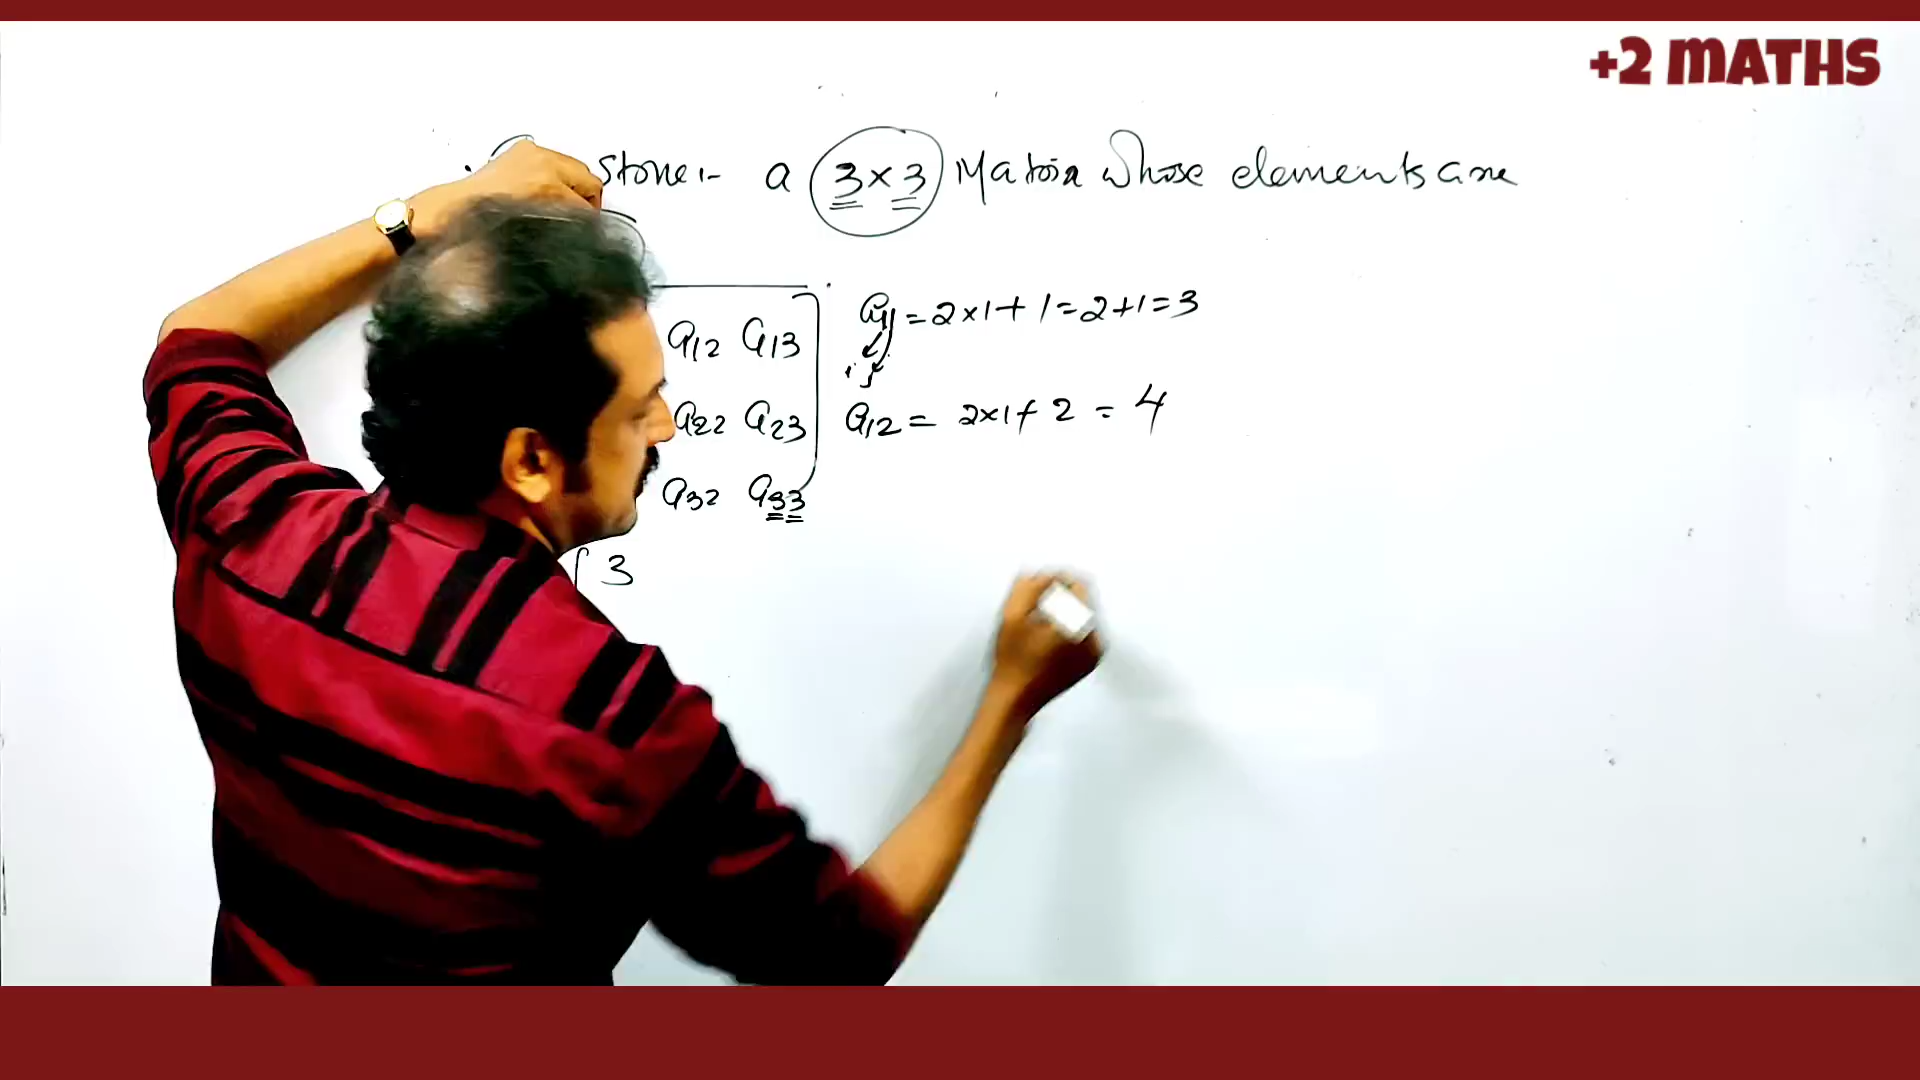 +2 MATHS
a 3×3 Matrix whose elements are
a12 a13 a11 = 2×1+1=2+1=3
i j
a22 a23 a12 = 2×1+2 = 4
a32 a33
[ 3